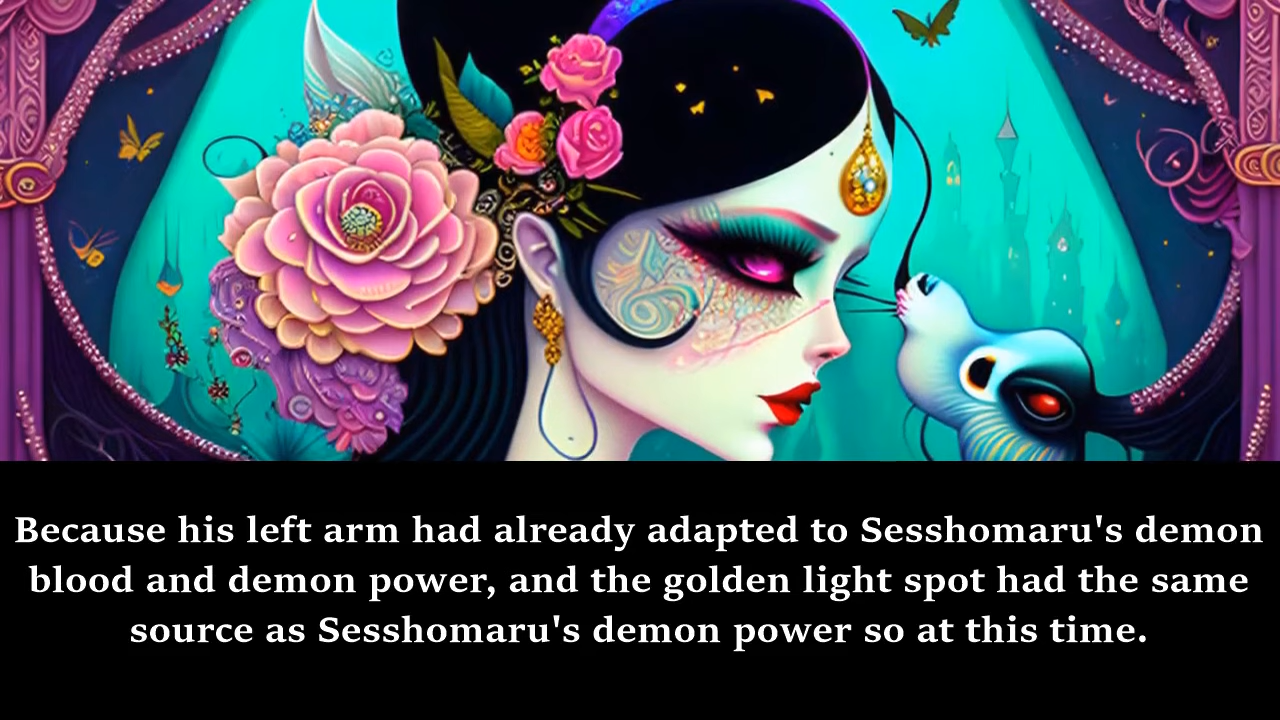 Because his left arm had already adapted to Sesshomaru's demon
blood and demon power, and the golden light spot had the same
source as Sesshomaru's demon power so at this time.